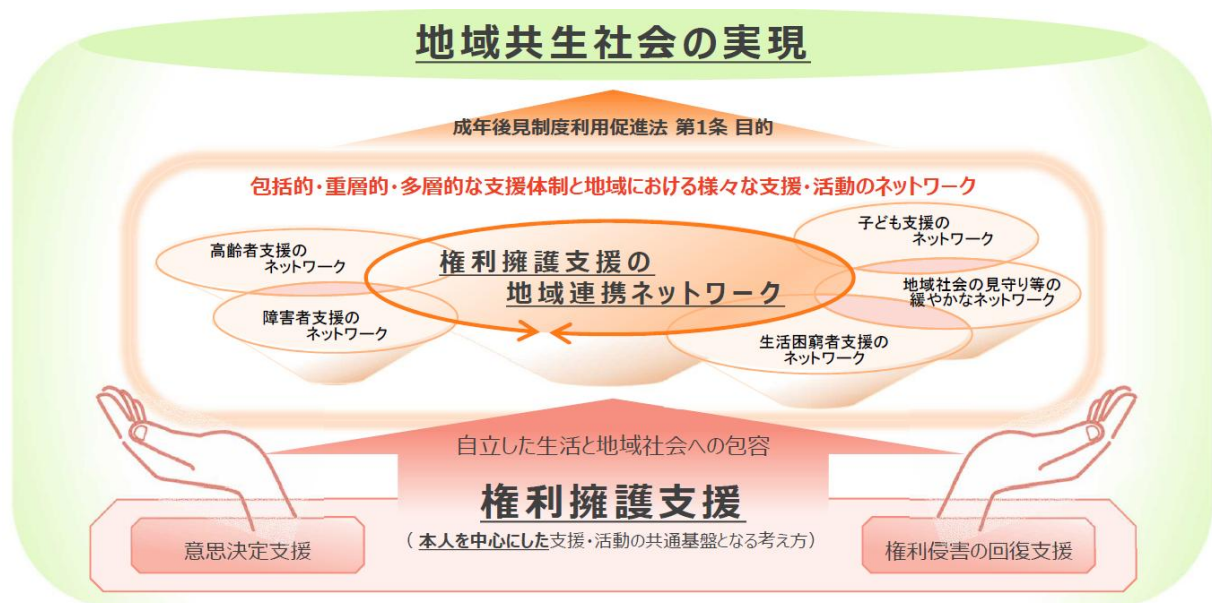 地域共生社会の実現
成年後見制度利用促進法 第1条 目的
包括的・重層的・多層的な支援体制と地域における様々な支援・活動のネットワーク
高齢者支援の
ネットワーク
障害者支援の
ネットワーク
権利擁護支援の
地域連携ネットワーク
子ども支援の
ネットワーク
地域社会の見守り等の
緩やかなネットワーク
生活困窮者支援の
ネットワーク
自立した生活と地域社会への包容
権利擁護支援
（本人を中心にした支援・活動の共通基盤となる考え方）
意思決定支援
権利侵害の回復支援